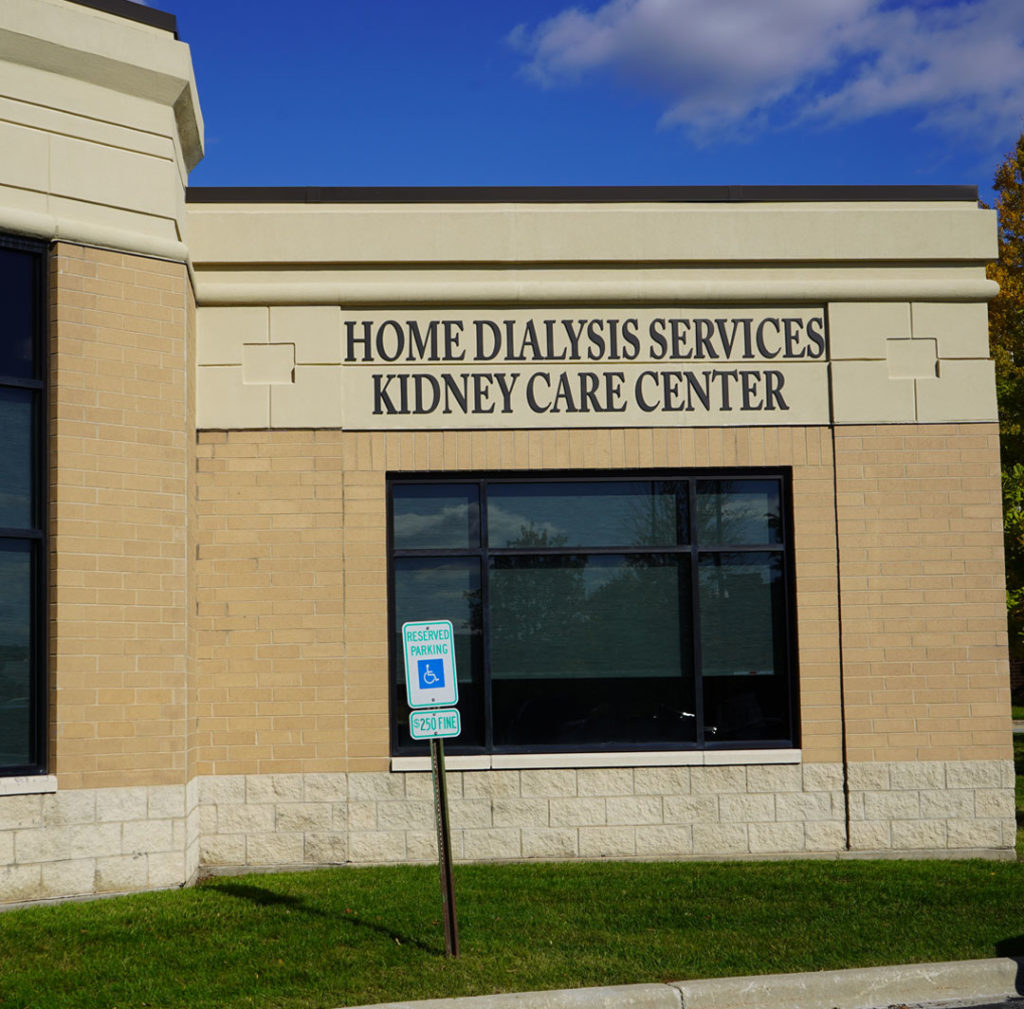 HOME DIALYSIS SERVICES
KIDNEY CARE CENTER
RESERVED
PARKING
$250 FINE